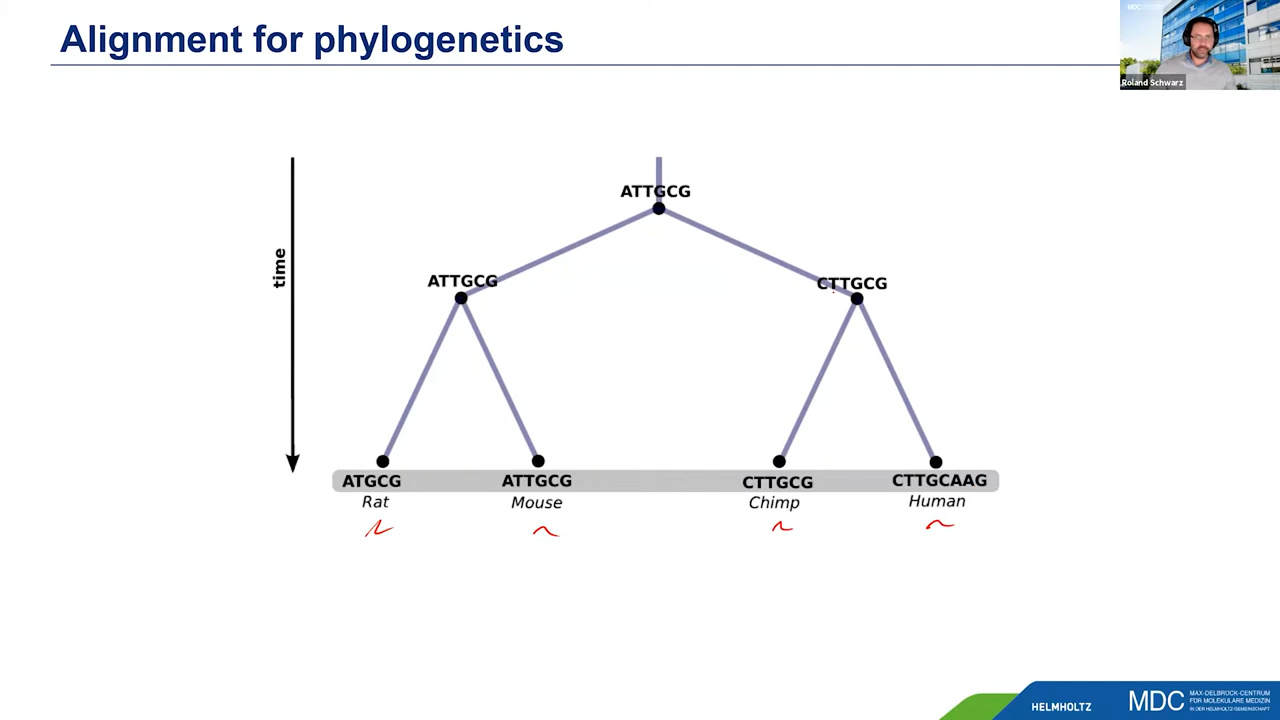 Alignment for phylogenetics
MDC
Roland Schwarz
time
ATTGCG
ATTGCG
CTTGCG
ATGCG
ATTGCG
CTTGCG
CTTGCAAG
Rat
Mouse
Chimp
Human
HELMHOLTZ
MDC
MAX-DELBRÜCK-CENTRUM
FÜR MOLEKULARE MEDIZIN
IN DER HELMHOLTZ-GEMEINSCHAFT